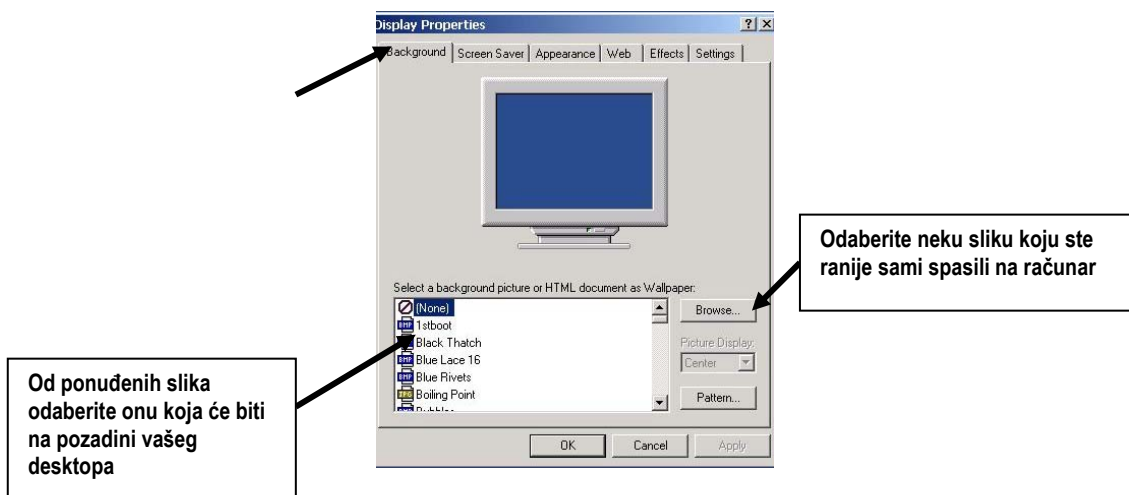 Display Properties
Background Screen Saver Appearance Web Effects Settings
Select a background picture or HTML document as Wallpaper:
(None)
1stboot
Black Thatch
Blue Lace 16
Blue Rivets
Boiling Point
Browse...
Picture Display:
Center
Pattern...
OK Cancel Apply
Odaberite neku sliku koju ste
ranije sami spasili na računar
Od ponuđenih slika
odaberite onu koja će biti
na pozadini vašeg
desktopa